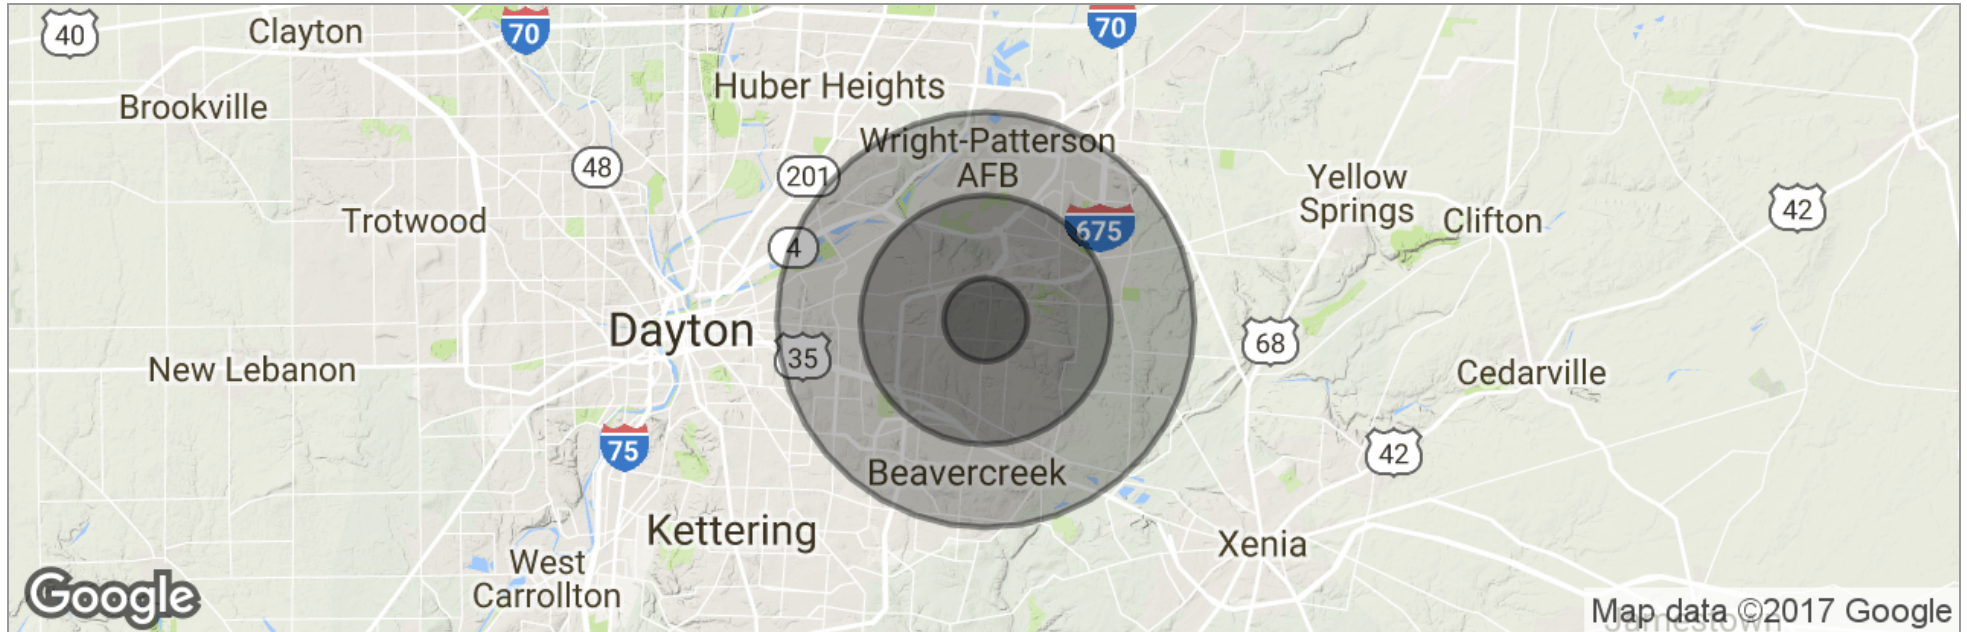 40
Clayton
70
70
Huber Heights
Brookville
Wright-Patterson
AFB
48
201
Yellow
Springs
Clifton
42
Trotwood
4
675
Dayton
35
68
New Lebanon
Cedarville
75
42
Beavercreek
Kettering
Xenia
West
Carrollton
Google
Map data ©2017 Google
Jamestown